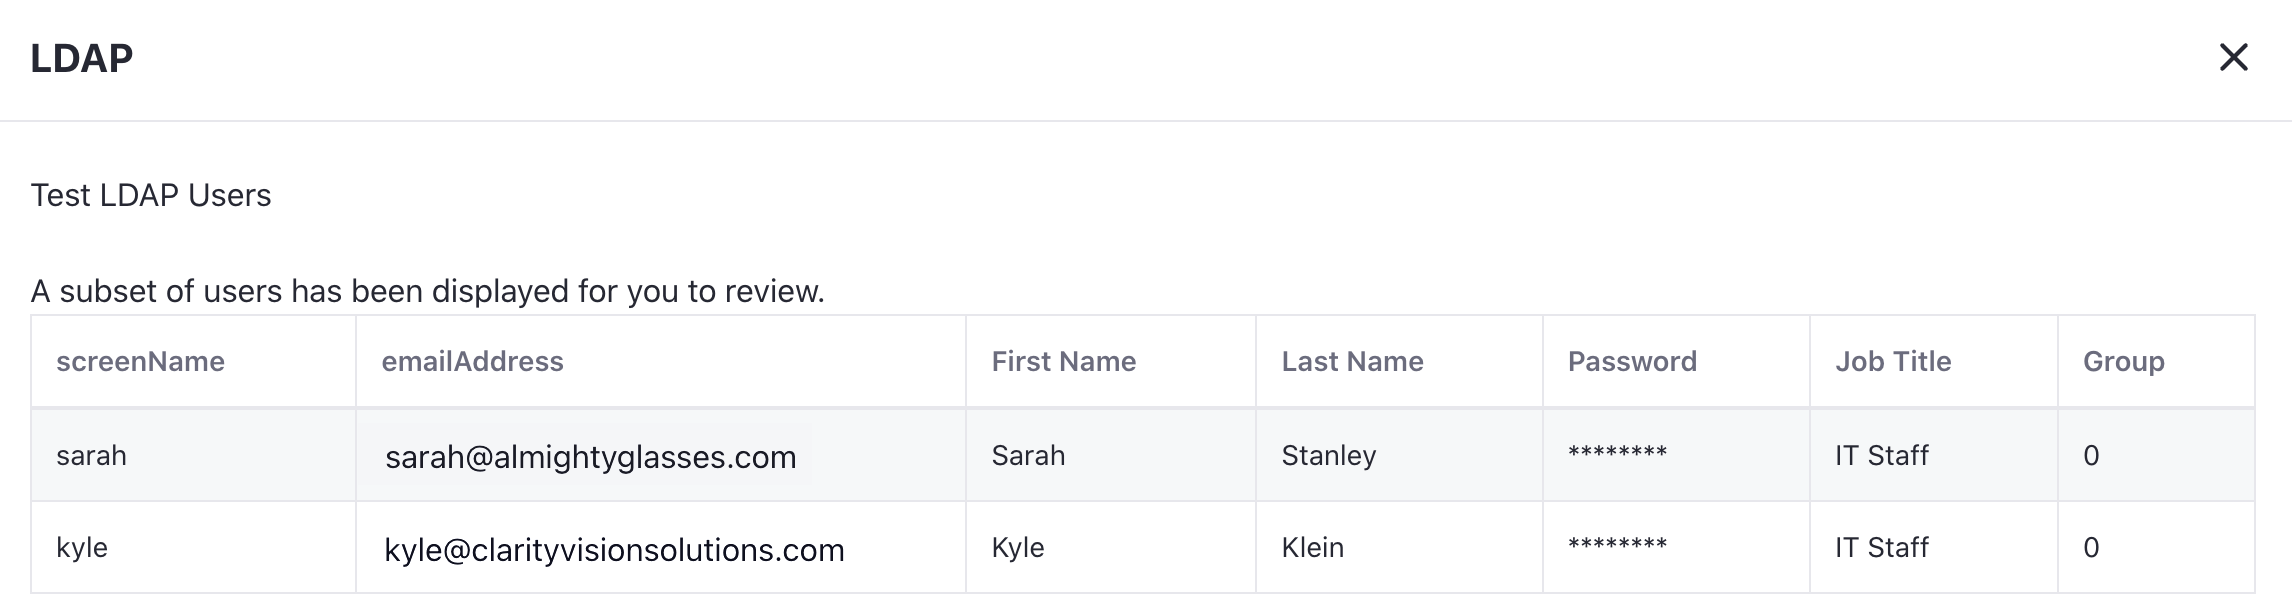 LDAP
Test LDAP Users
A subset of users has been displayed for you to review.
screenName emailAddress First Name Last Name Password Job Title Group
sarah sarah@almightyglasses.com Sarah Stanley ******** IT Staff 0
kyle kyle@clarityvisionsolutions.com Kyle Klein ******** IT Staff 0